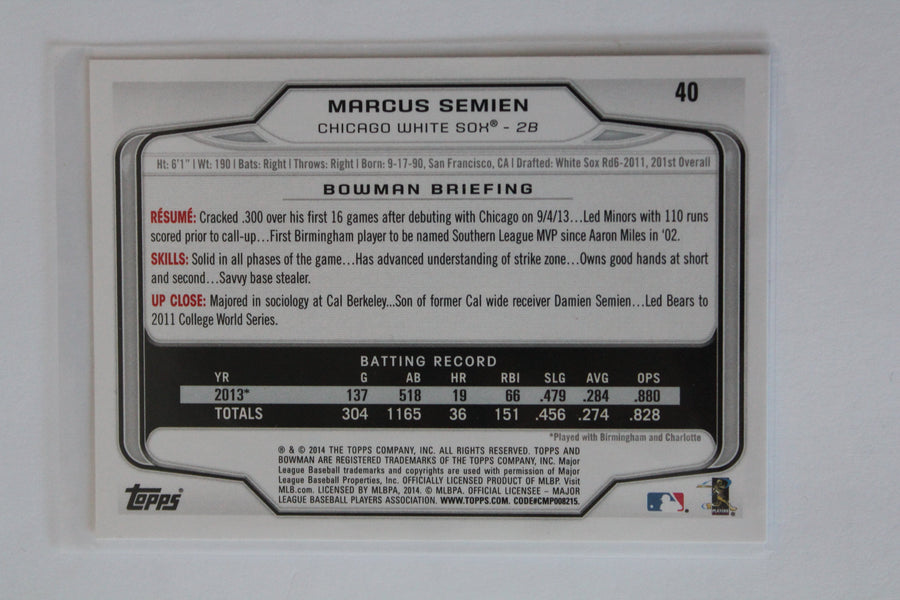 40
MARCUS SEMIEN
CHICAGO WHITE SOX® - 2B
Ht: 6'1" | Wt: 190 | Bats: Right | Throws: Right | Born: 9-17-90, San Francisco, CA | Drafted: White Sox Rd6-2011, 201st Overall
BOWMAN BRIEFING
RÉSUMÉ: Cracked .300 over his first 16 games after debuting with Chicago on 9/4/13...Led Minors with 110 runs
scored prior to call-up...First Birmingham player to be named Southern League MVP since Aaron Miles in '02.
SKILLS: Solid in all phases of the game...Has advanced understanding of strike zone...Owns good hands at short
and second...Savvy base stealer.
UP CLOSE: Majored in sociology at Cal Berkeley...Son of former Cal wide receiver Damien Semien...Led Bears to
2011 College World Series.
BATTING RECORD
YR G AB HR RBI SLG AVG OPS
2013* 137 518 19 66 .479 .284 .880
TOTALS 304 1165 36 151 .456 .274 .828
*Played with Birmingham and Charlotte
® & © 2014 THE TOPPS COMPANY, INC. ALL RIGHTS RESERVED. TOPPS AND
BOWMAN ARE REGISTERED TRADEMARKS OF THE TOPPS COMPANY, INC. Major
League Baseball trademarks and copyrights are used with permission of Major
League Baseball Properties, Inc. OFFICIALLY LICENSED PRODUCT OF MLBP. Visit
MLB.com. LICENSED BY MLBPA, 2014. © MLBPA. OFFICIAL LICENSEE – MAJOR
LEAGUE BASEBALL PLAYERS ASSOCIATION. WWW.TOPPS.COM. CODE#CMP008215.
Topps®
PLAYERS